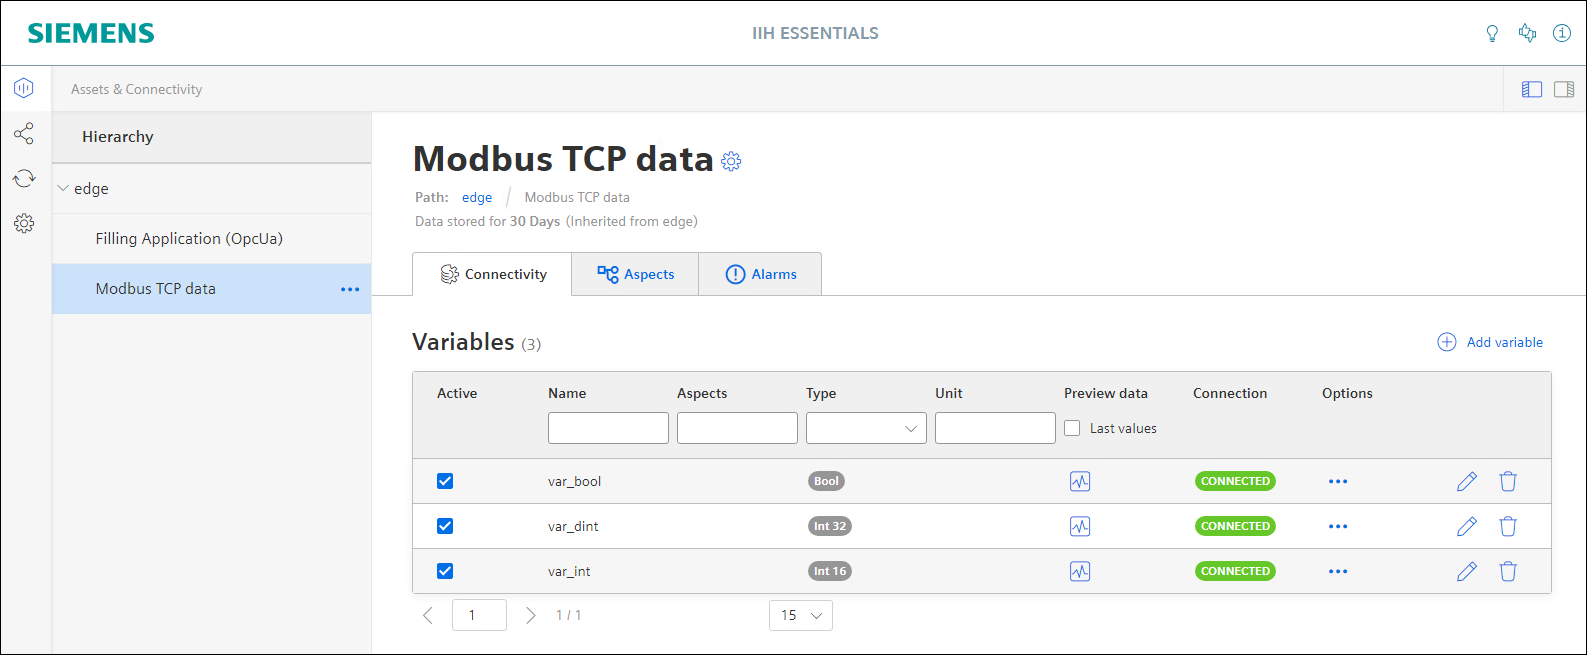 SIEMENS
IIH ESSENTIALS
Assets & Connectivity
Hierarchy
edge
Filling Application (OpcUa)
Modbus TCP data
Modbus TCP data
Path: edge / Modbus TCP data
Data stored for 30 Days (Inherited from edge)
Connectivity Aspects Alarms
Variables (3) Add variable
Active Name Aspects Type Unit Preview data Connection Options
Last values
var_bool Bool CONNECTED
var_dint Int 32 CONNECTED
var_int Int 16 CONNECTED
1 1 / 1 15